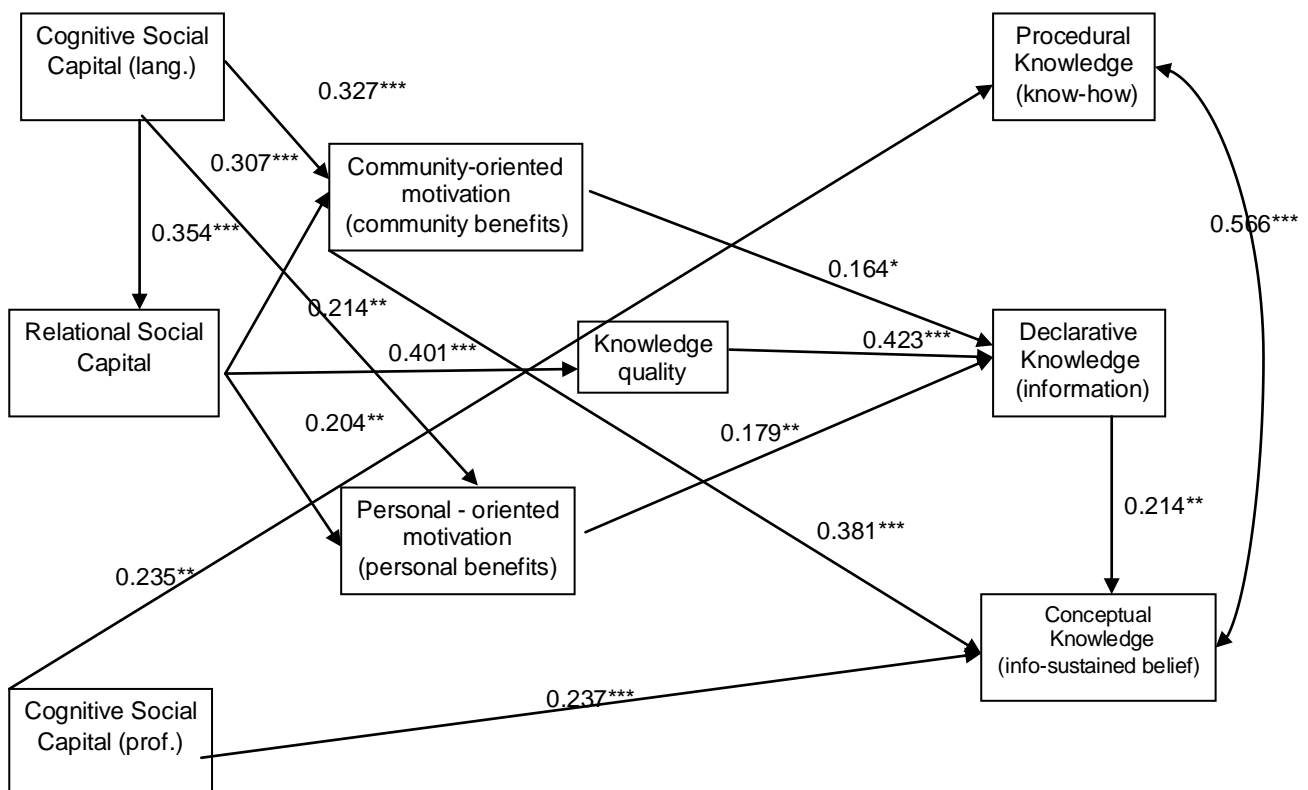 Cognitive Social
Capital (lang.)
Procedural
Knowledge
(know-how)
0.327***
0.307***
Community-oriented
motivation
(community benefits)
0.354***
0.566***
0.164*
0.214**
Relational Social
Capital
0.401***
Knowledge
quality
0.423***
Declarative
Knowledge
(information)
0.204**
0.179**
Personal - oriented
motivation
(personal benefits)
0.214**
0.381***
0.235**
Conceptual
Knowledge
(info-sustained belief)
Cognitive Social
Capital (prof.)
0.237***